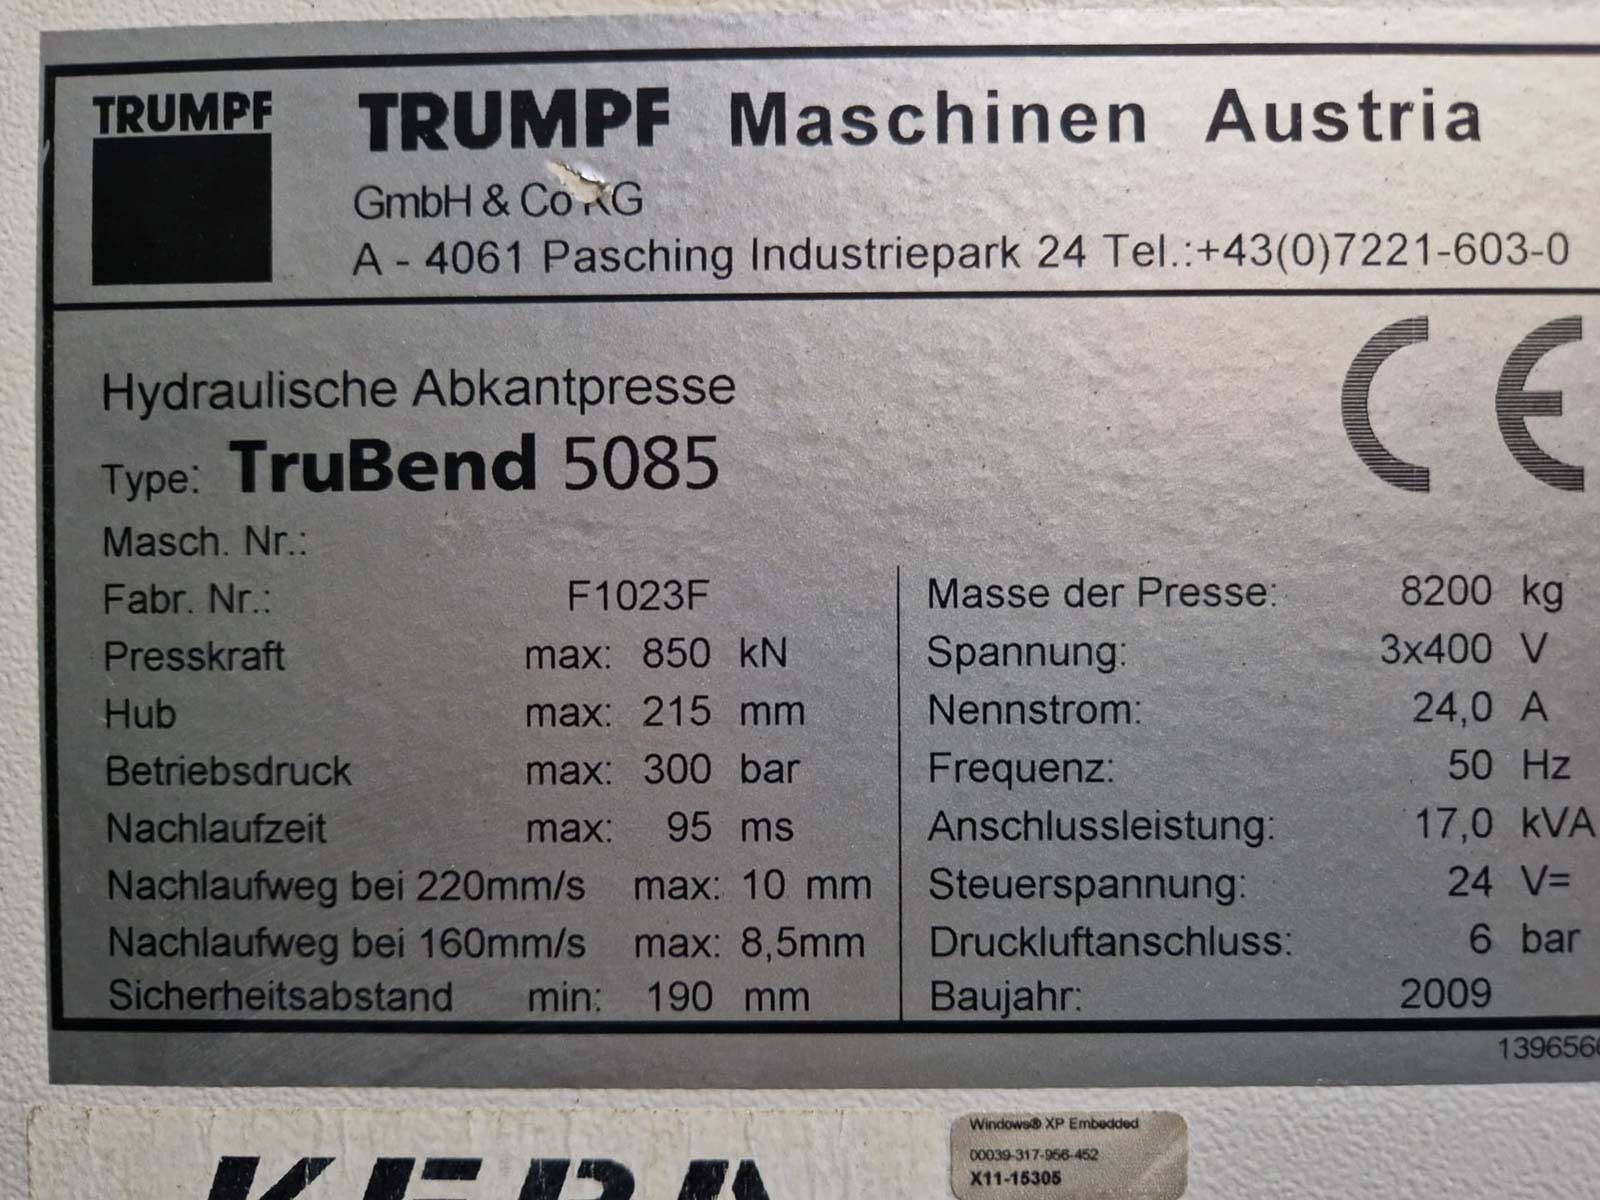 TRUMPF
TRUMPF Maschinen Austria
GmbH & Co KG
A - 4061 Pasching Industriepark 24 Tel.:+43(0)7221-603-0
CE
Hydraulische Abkantpresse
Type: TruBend 5085
Masch. Nr.:
Fabr. Nr.: F1023F
Presskraft max: 850 kN
Hub max: 215 mm
Betriebsdruck max: 300 bar
Nachlaufzeit max: 95 ms
Nachlaufweg bei 220mm/s max: 10 mm
Nachlaufweg bei 160mm/s max: 8,5mm
Sicherheitsabstand min: 190 mm
Masse der Presse: 8200 kg
Spannung: 3x400 V
Nennstrom: 24,0 A
Frequenz: 50 Hz
Anschlussleistung: 17,0 kVA
Steuerspannung: 24 V=
Druckluftanschluss: 6 bar
Baujahr: 2009
Windows® XP Embedded
00039-317-956-452
X11-15305